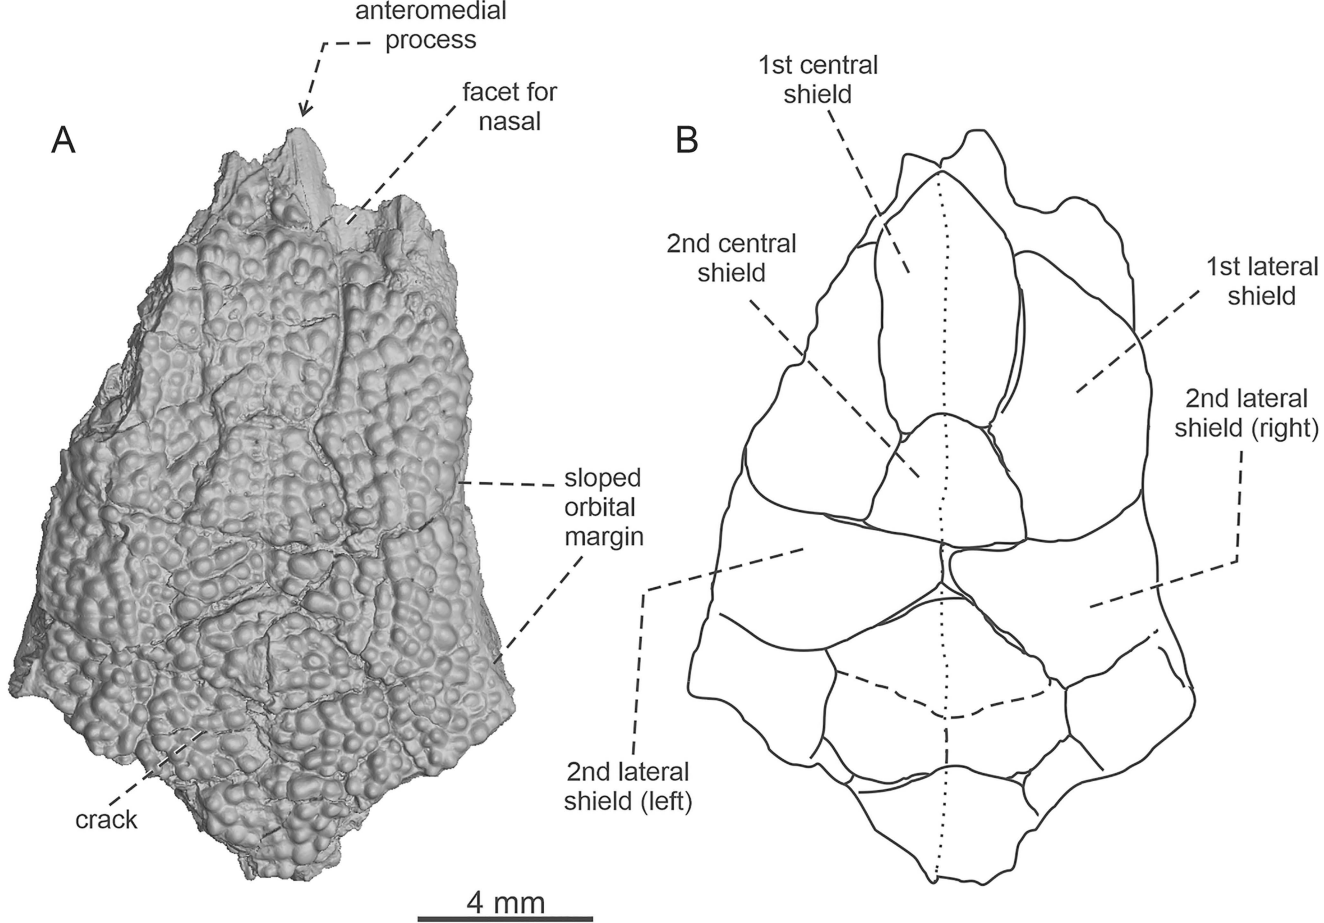 anteromedial
process
facet for
nasal
A
sloped
orbital
margin
crack
4 mm
B
1st central
shield
2nd central
shield
1st lateral
shield
2nd lateral
shield (right)
2nd lateral
shield (left)